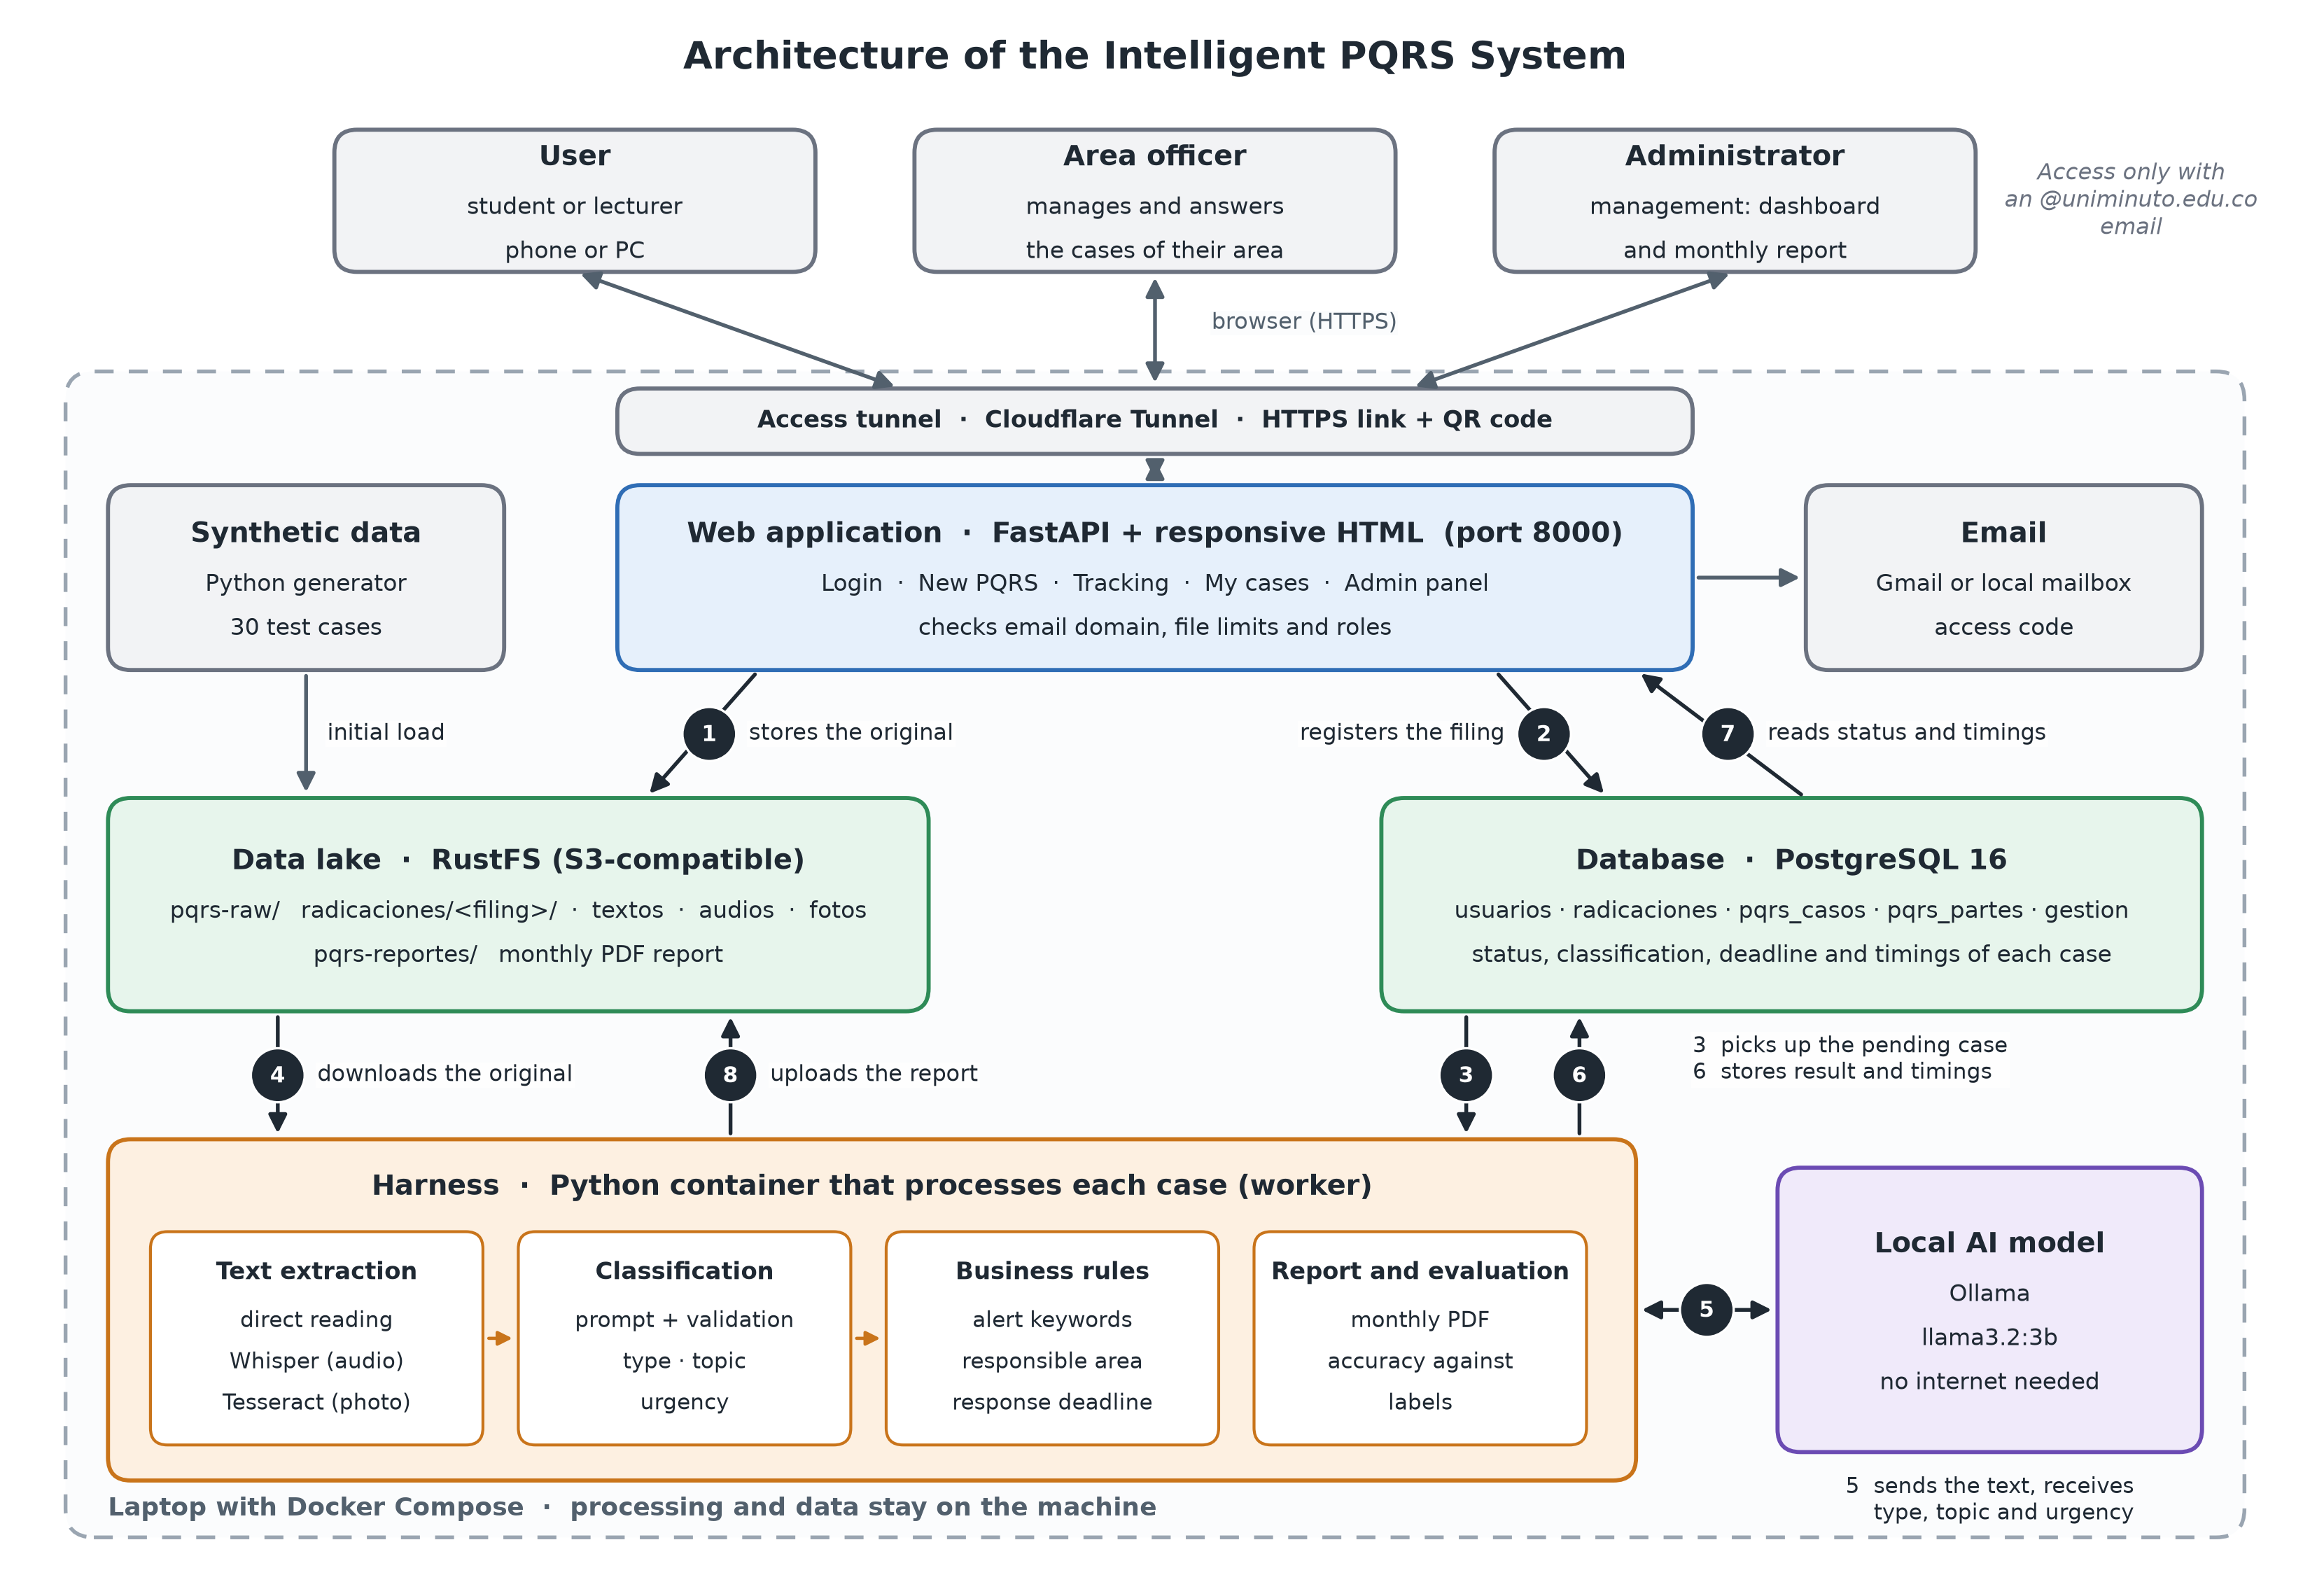 Architecture of the Intelligent PQRS System
User
student or lecturer
phone or PC
Area officer
manages and answers
the cases of their area
Administrator
management: dashboard
and monthly report
Access only with
an @uniminuto.edu.co
email
browser (HTTPS)
Access tunnel · Cloudflare Tunnel · HTTPS link + QR code
Synthetic data
Python generator
30 test cases
Web application · FastAPI + responsive HTML (port 8000)
Login · New PQRS · Tracking · My cases · Admin panel
checks email domain, file limits and roles
Email
Gmail or local mailbox
access code
initial load
1 stores the original
registers the filing 2
7 reads status and timings
Data lake · RustFS (S3-compatible)
pqrs-raw/ radicaciones/<filing>/ · textos · audios · fotos
pqrs-reportes/ monthly PDF report
Database · PostgreSQL 16
usuarios · radicaciones · pqrs_casos · pqrs_partes · gestion
status, classification, deadline and timings of each case
4 downloads the original
8 uploads the report
3
6
3 picks up the pending case
6 stores result and timings
Harness · Python container that processes each case (worker)
Text extraction
direct reading
Whisper (audio)
Tesseract (photo)
Classification
prompt + validation
type · topic
urgency
Business rules
alert keywords
responsible area
response deadline
Report and evaluation
monthly PDF
accuracy against
labels
5
Local AI model
Ollama
llama3.2:3b
no internet needed
5 sends the text, receives
type, topic and urgency
Laptop with Docker Compose · processing and data stay on the machine